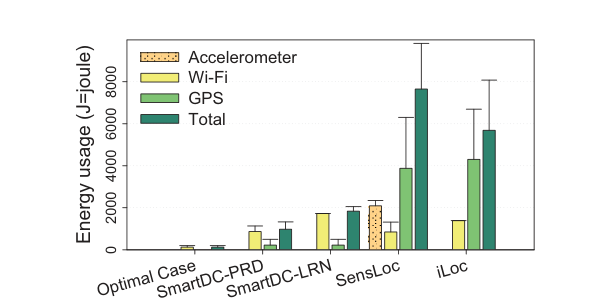 Energy usage (J=joule)
8000
6000
4000
2000
0
Accelerometer
Wi-Fi
GPS
Total
Optimal Case
SmartDC-PRD
SmartDC-LRN
SensLoc
iLoc